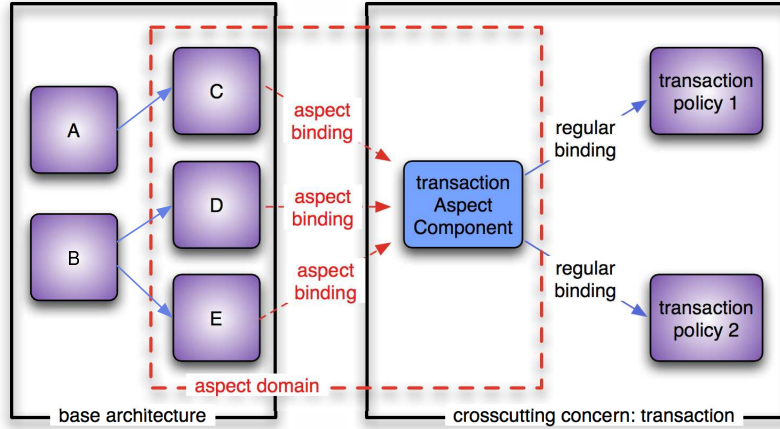 A
B
C
D
E
aspect
binding
aspect
binding
aspect
binding
aspect domain
base architecture
transaction
Aspect
Component
regular
binding
regular
binding
transaction
policy 1
transaction
policy 2
crosscutting concern: transaction